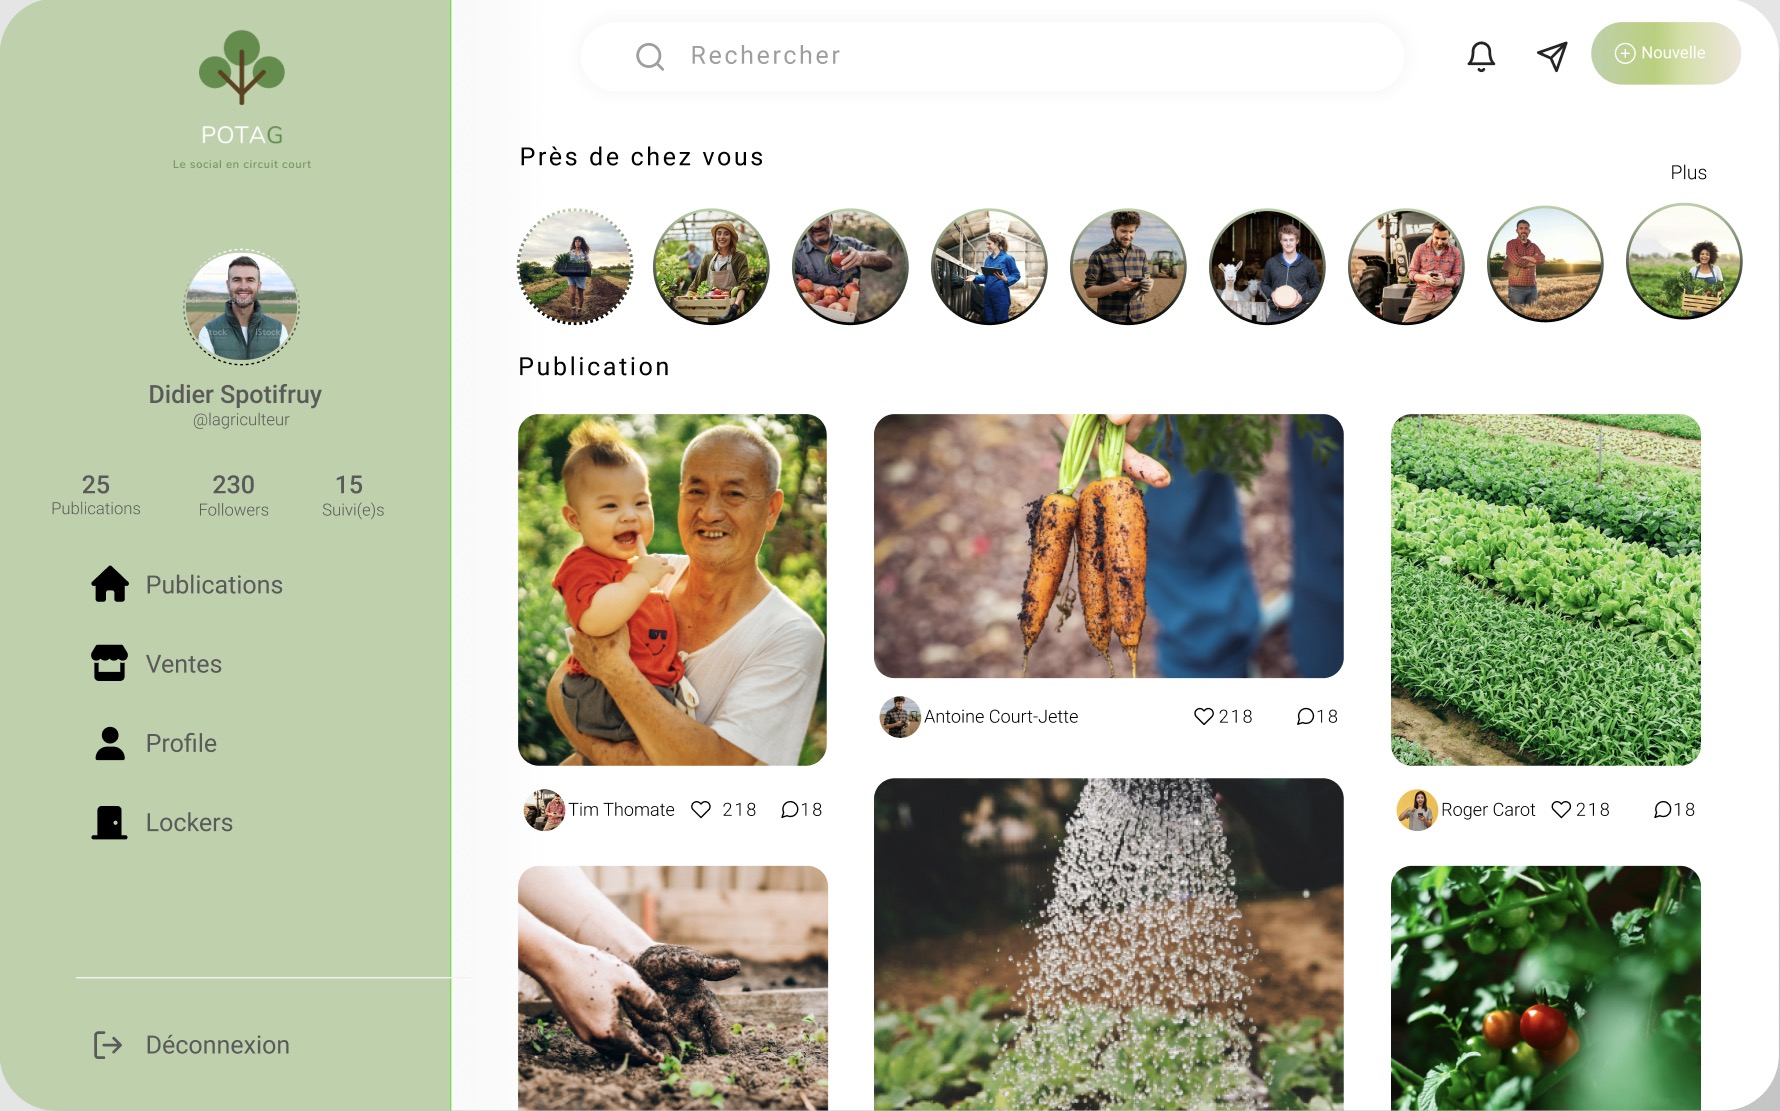 POTAG
Le social en circuit court
Didier Spotifruy
@lagriculteur
25
Publications
230
Followers
15
Suivi(e)s
Publications
Ventes
Profile
Lockers
Déconnexion
Rechercher
Nouvelle
Près de chez vous
Plus
Publication
Tim Thomate 218 18
Antoine Court-Jette 218 18
Roger Carot 218 18
iStock